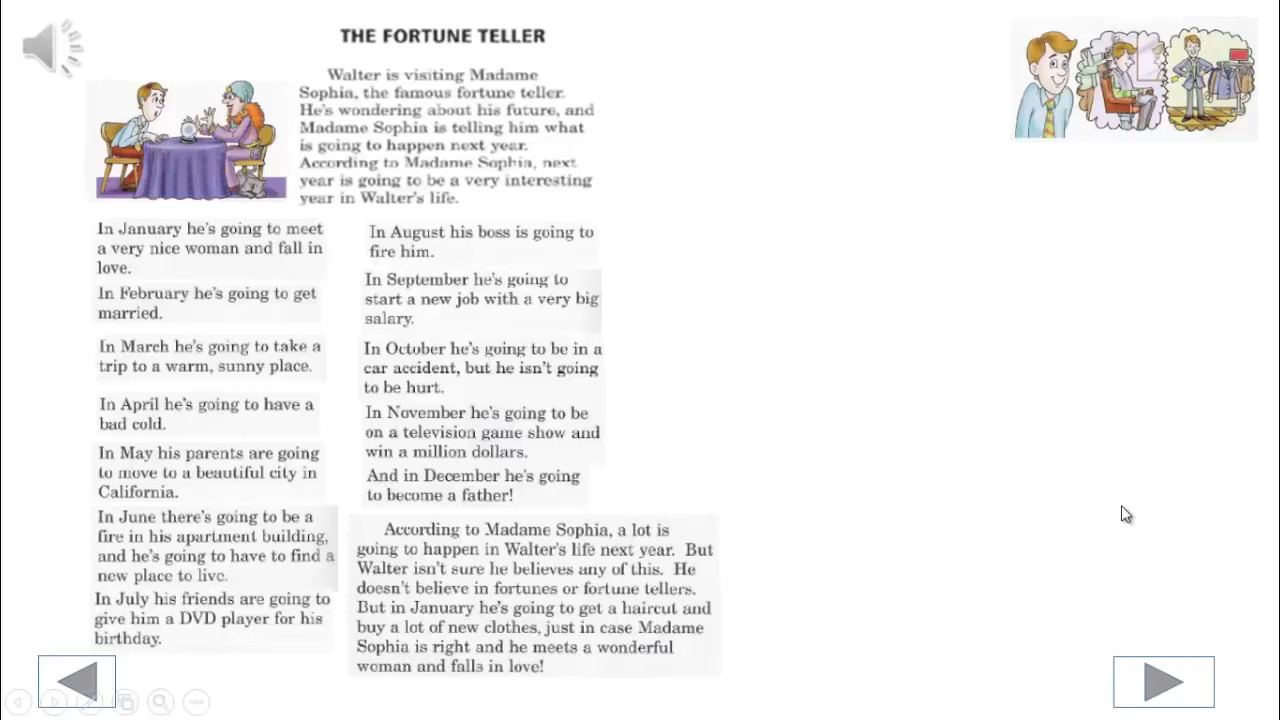 THE FORTUNE TELLER
Walter is visiting Madame
Sophia, the famous fortune teller.
He's wondering about his future, and
Madame Sophia is telling him what
is going to happen next year.
According to Madame Sophia, next
year is going to be a very interesting
year in Walter's life.
In January he's going to meet
a very nice woman and fall in
love.
In February he's going to get
married.
In March he's going to take a
trip to a warm, sunny place.
In April he's going to have a
bad cold.
In May his parents are going
to move to a beautiful city in
California.
In June there's going to be a
fire in his apartment building,
and he's going to have to find a
new place to live.
In July his friends are going to
give him a DVD player for his
birthday.
In August his boss is going to
fire him.
In September he's going to
start a new job with a very big
salary.
In October he's going to be in a
car accident, but he isn't going
to be hurt.
In November he's going to be
on a television game show and
win a million dollars.
And in December he's going
to become a father!
According to Madame Sophia, a lot is
going to happen in Walter's life next year. But
Walter isn't sure he believes any of this. He
doesn't believe in fortunes or fortune tellers.
But in January he's going to get a haircut and
buy a lot of new clothes, just in case Madame
Sophia is right and he meets a wonderful
woman and falls in love!